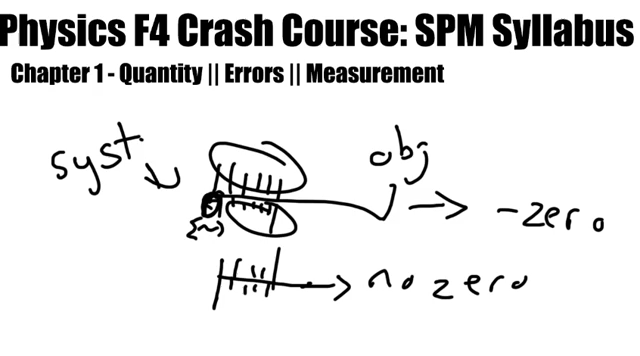 Physics F4 Crash Course: SPM Syllabus
Chapter 1 - Quantity || Errors || Measurement
syst.
obj
-zero
no zero